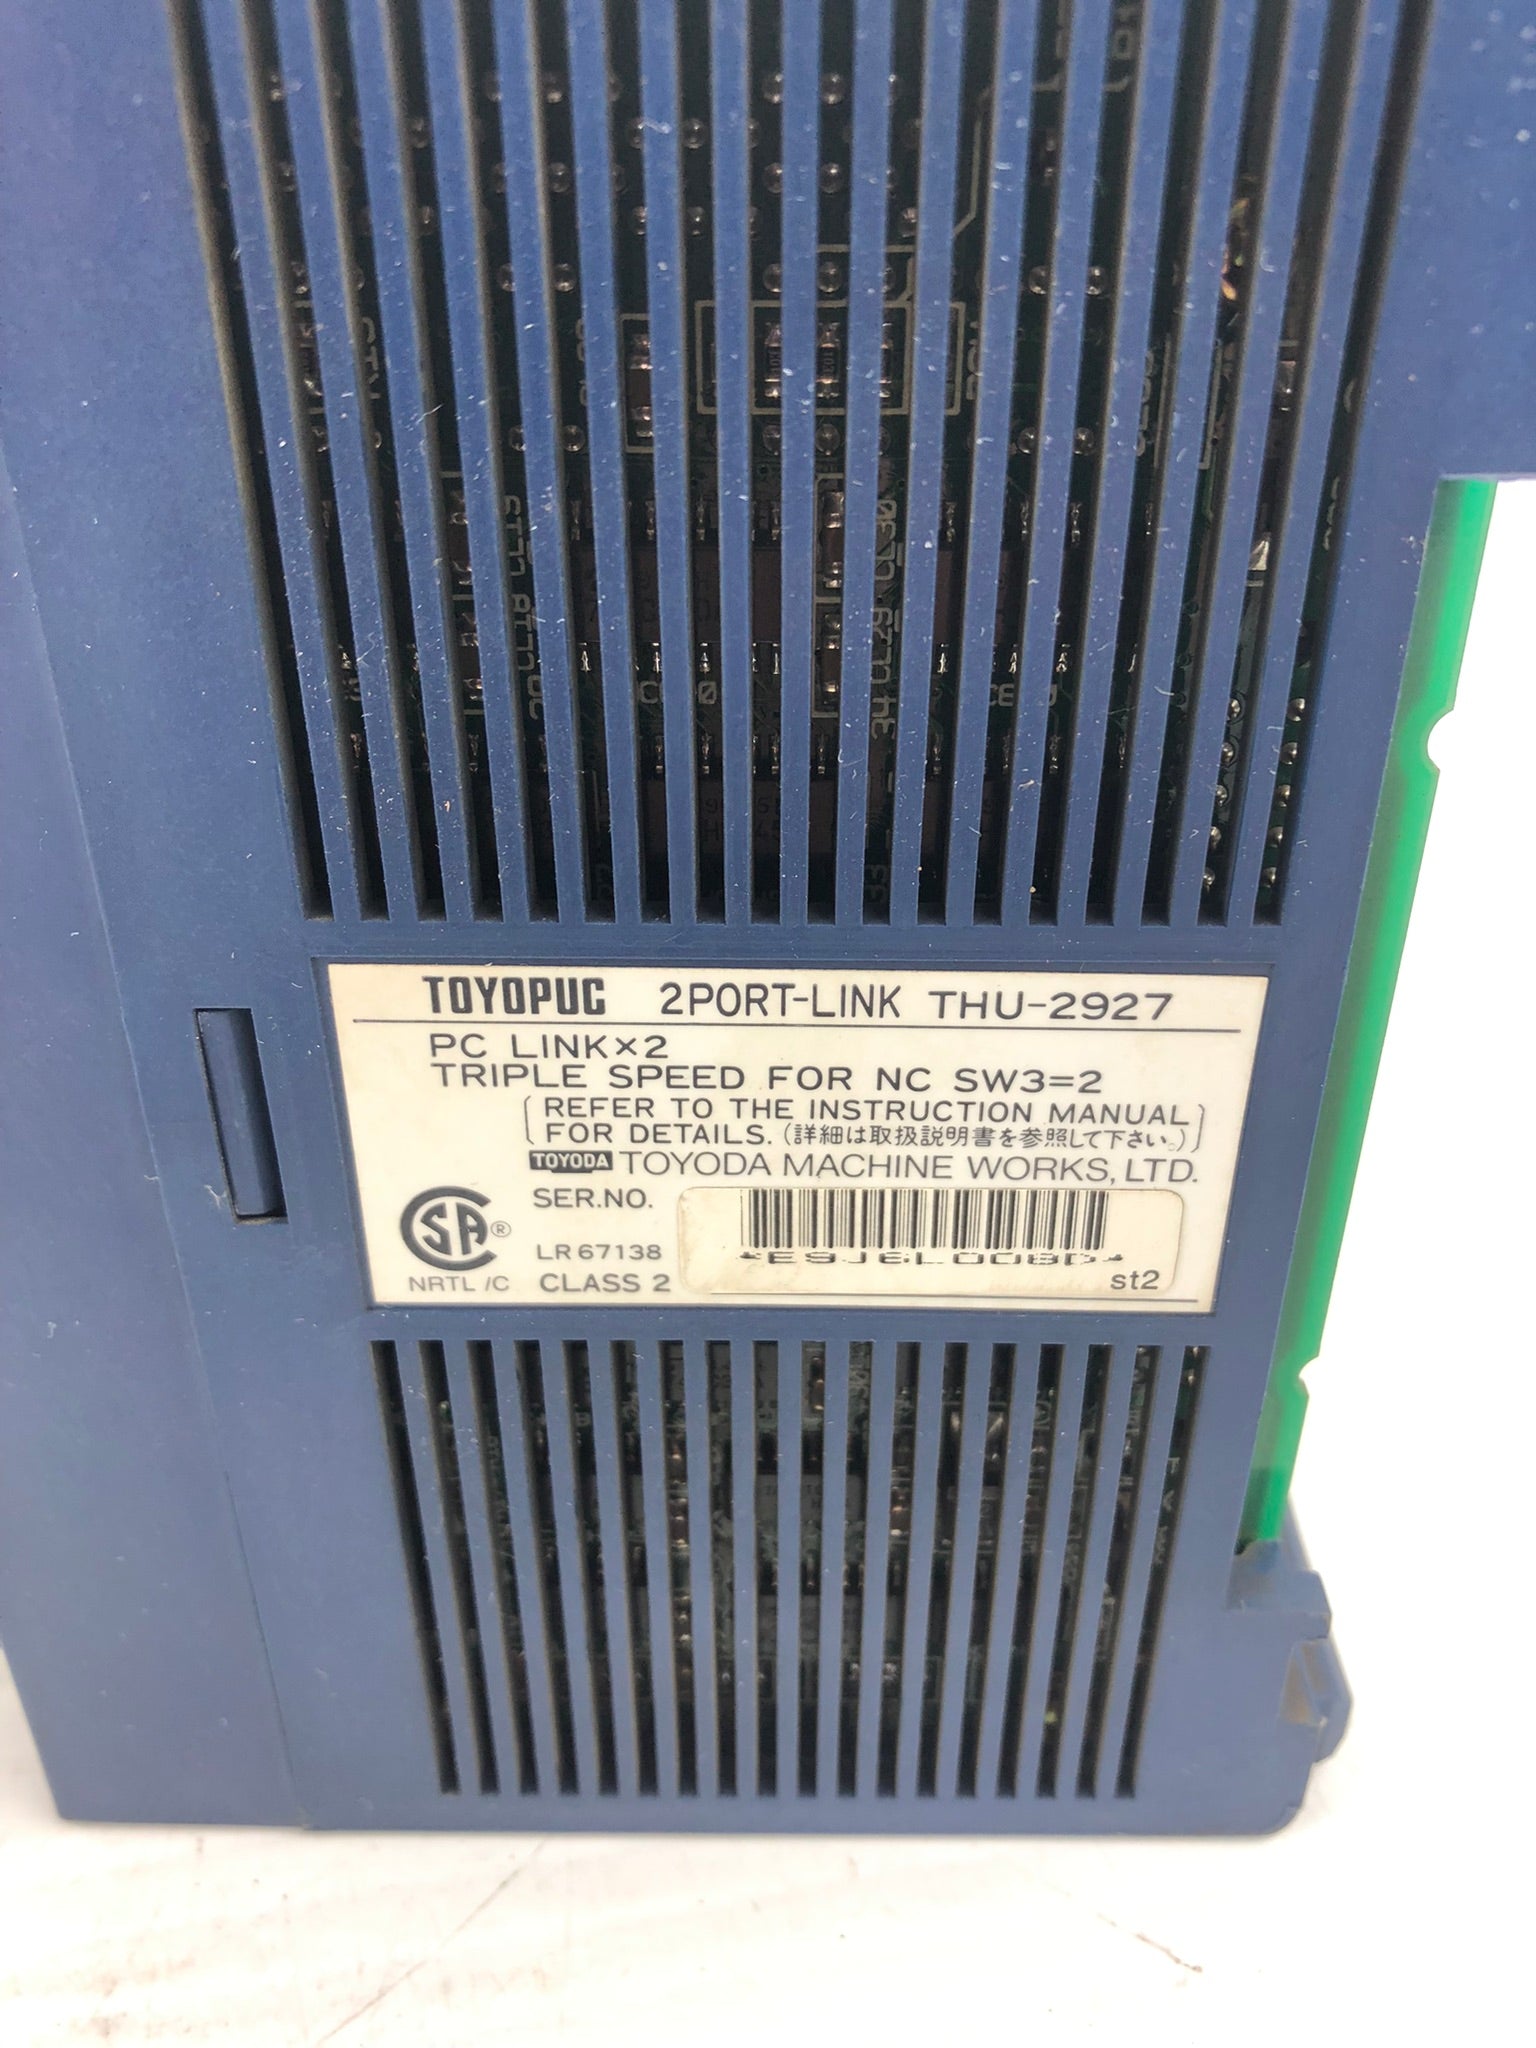 TOYOPUC 2PORT-LINK THU-2927
PC LINK×2
TRIPLE SPEED FOR NC SW3=2
REFER TO THE INSTRUCTION MANUAL
FOR DETAILS. (詳細は取扱説明書を参照して下さい。)
TOYODA TOYODA MACHINE WORKS, LTD.
SER.NO.
SA ®
LR67138
NRTL /C CLASS 2
st2